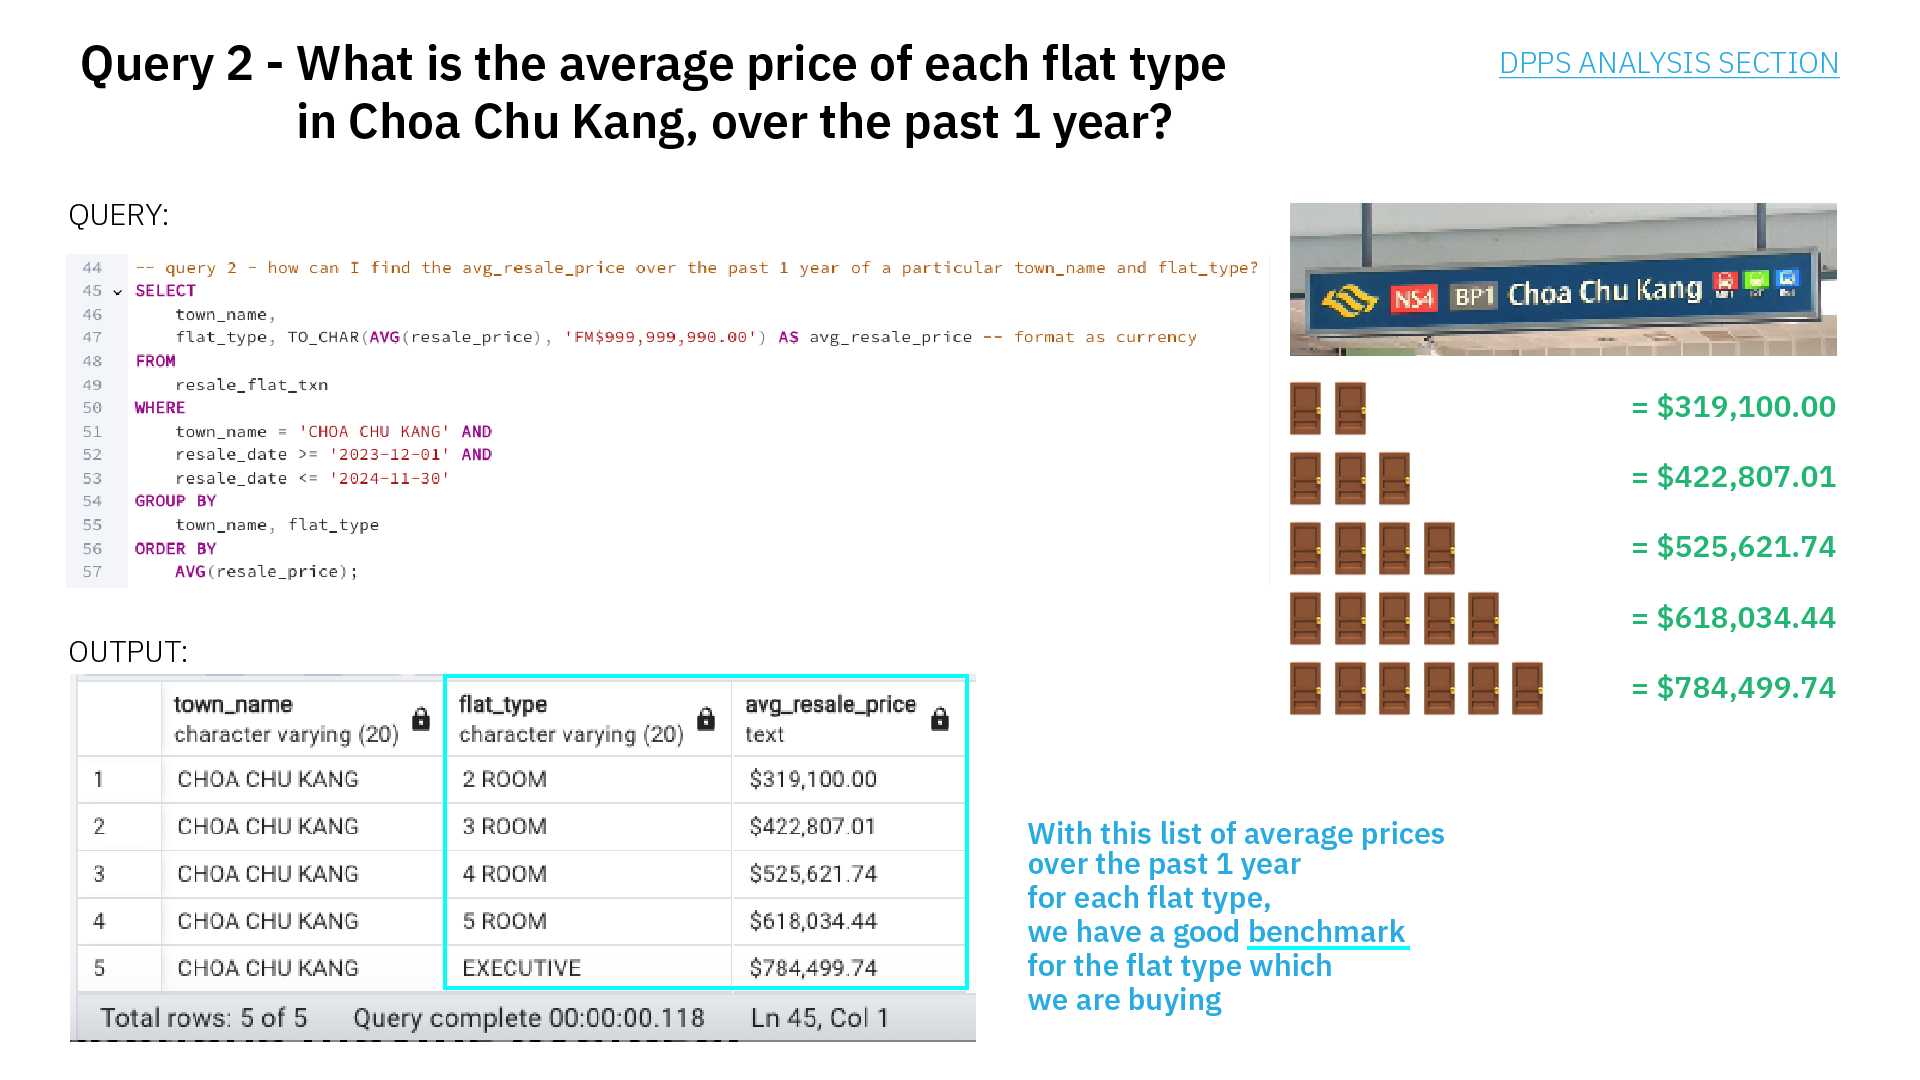 Query 2 - What is the average price of each flat type
in Choa Chu Kang, over the past 1 year?
DPPS ANALYSIS SECTION
QUERY:
44 -- query 2 - how can I find the avg_resale_price over the past 1 year of a particular town_name and flat_type?
45 SELECT
46 town_name,
47 flat_type, TO_CHAR(AVG(resale_price), 'FM$999,999,990.00') AS avg_resale_price -- format as currency
48 FROM
49 resale_flat_txn
50 WHERE
51 town_name = 'CHOA CHU KANG' AND
52 resale_date >= '2023-12-01' AND
53 resale_date <= '2024-11-30'
54 GROUP BY
55 town_name, flat_type
56 ORDER BY
57 AVG(resale_price);
NS4 BP1 Choa Chu Kang
= $319,100.00
= $422,807.01
= $525,621.74
= $618,034.44
= $784,499.74
OUTPUT:
town_name flat_type avg_resale_price
character varying (20) character varying (20) text
1 CHOA CHU KANG 2 ROOM $319,100.00
2 CHOA CHU KANG 3 ROOM $422,807.01
3 CHOA CHU KANG 4 ROOM $525,621.74
4 CHOA CHU KANG 5 ROOM $618,034.44
5 CHOA CHU KANG EXECUTIVE $784,499.74
Total rows: 5 of 5 Query complete 00:00:00.118 Ln 45, Col 1
With this list of average prices
over the past 1 year
for each flat type,
we have a good benchmark
for the flat type which
we are buying